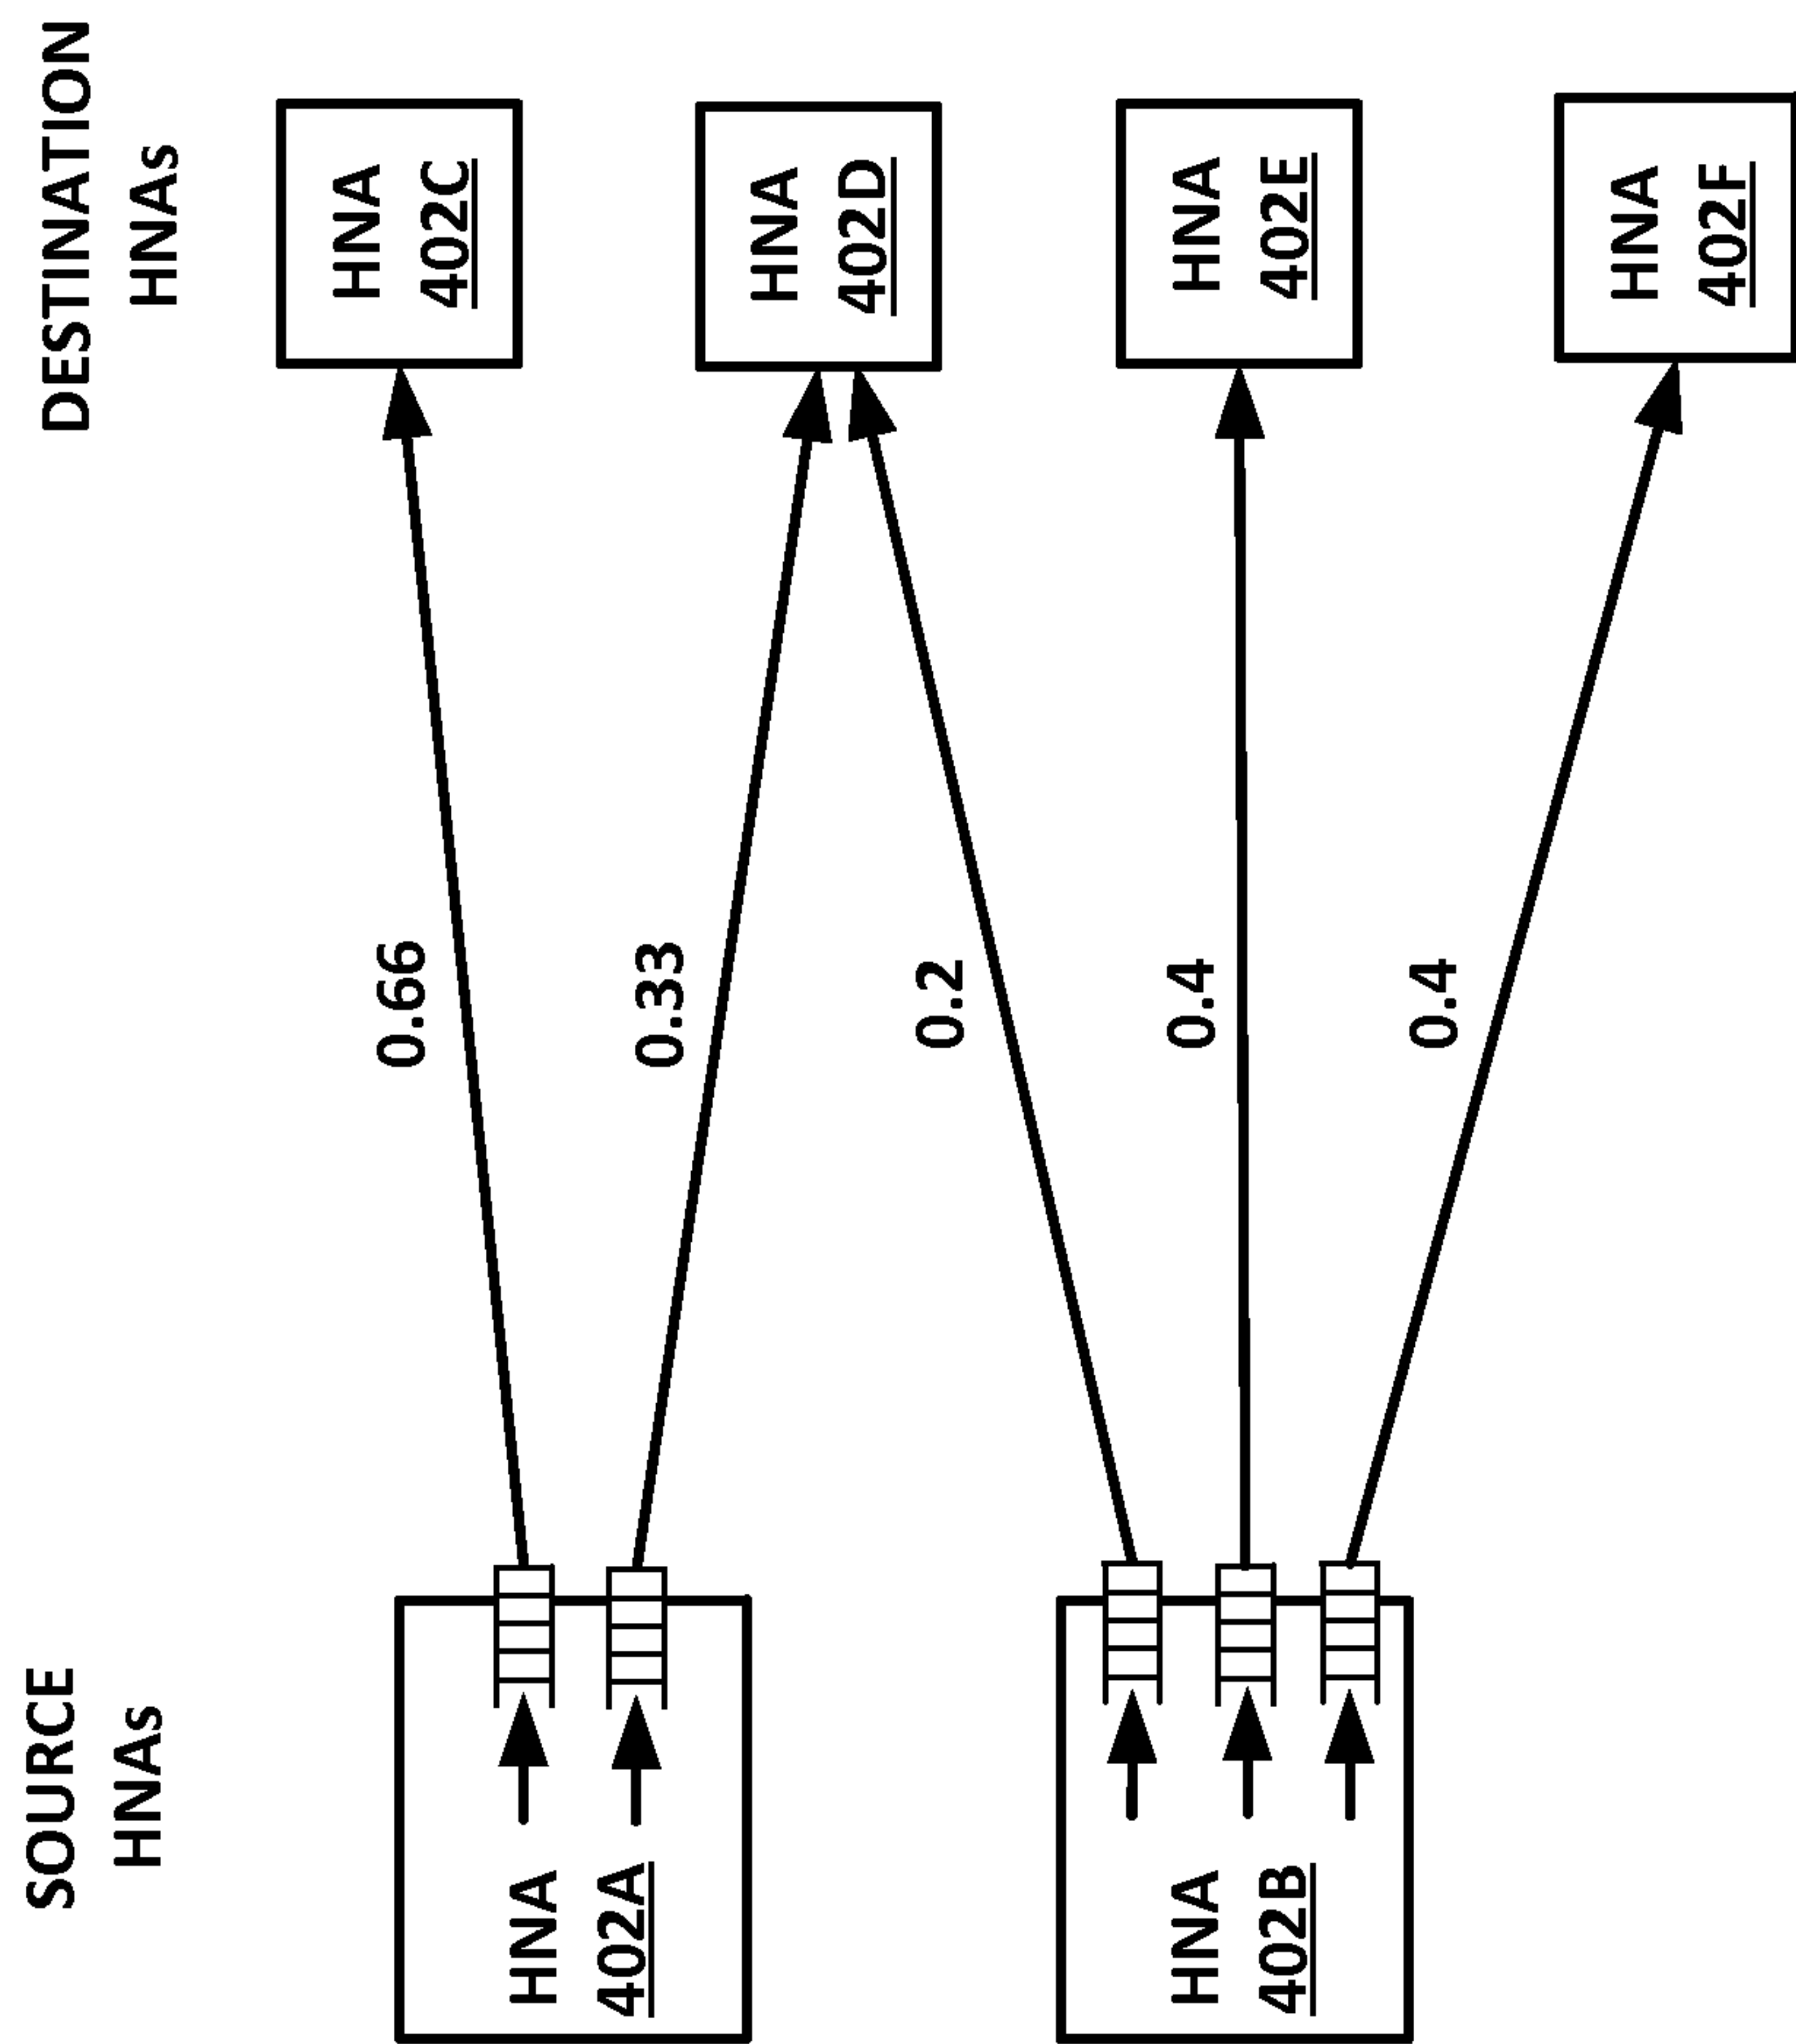 SOURCE
HNAs
DESTINATION
HNAs
HNA
402A
HNA
402B
0.66
0.33
0.2
0.4
0.4
HNA
402C
HNA
402D
HNA
402E
HNA
402F